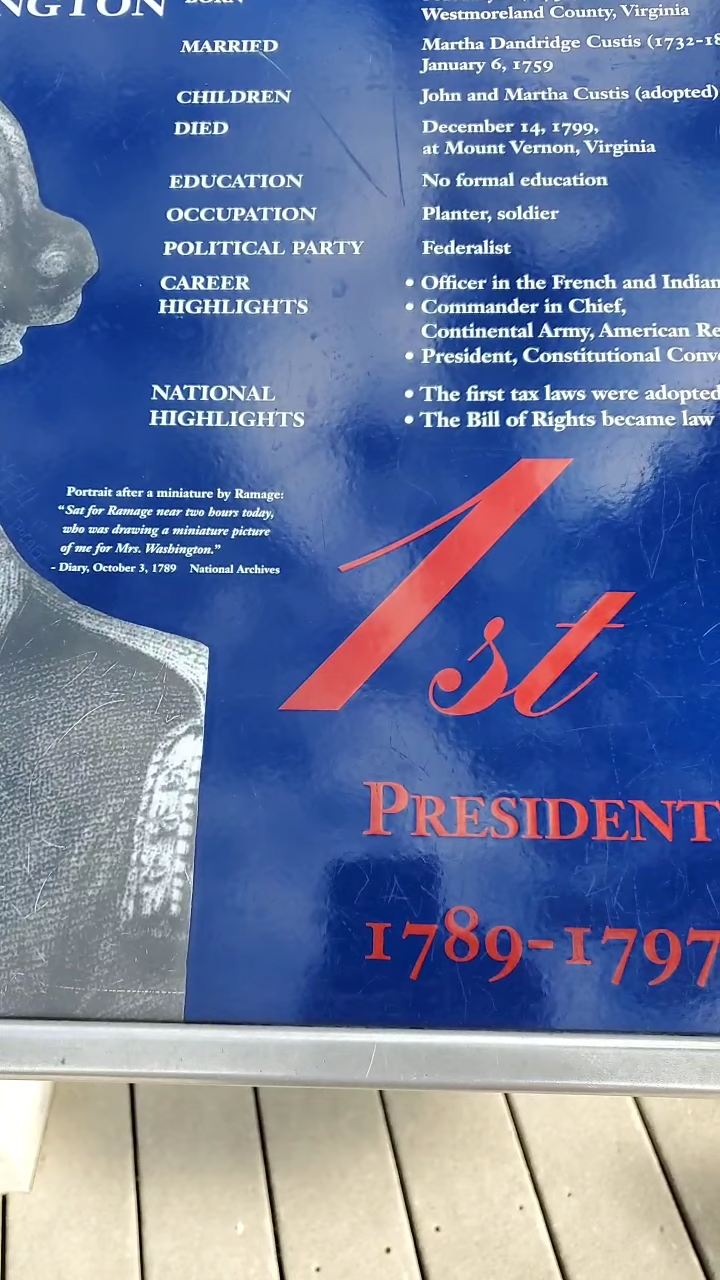 NGTON
BORN
Westmoreland County, Virginia
MARRIED
Martha Dandridge Custis (1732-18
January 6, 1759
CHILDREN
John and Martha Custis (adopted)
DIED
December 14, 1799,
at Mount Vernon, Virginia
EDUCATION
No formal education
OCCUPATION
Planter, soldier
POLITICAL PARTY
Federalist
CAREER
HIGHLIGHTS
• Officer in the French and Indian
• Commander in Chief,
Continental Army, American Re
• President, Constitutional Conv
NATIONAL
HIGHLIGHTS
• The first tax laws were adopted
• The Bill of Rights became law
Portrait after a miniature by Ramage:
"Sat for Ramage near two hours today,
who was drawing a miniature picture
of me for Mrs. Washington."
- Diary, October 3, 1789 National Archives
1st
PRESIDENT
1789-1797